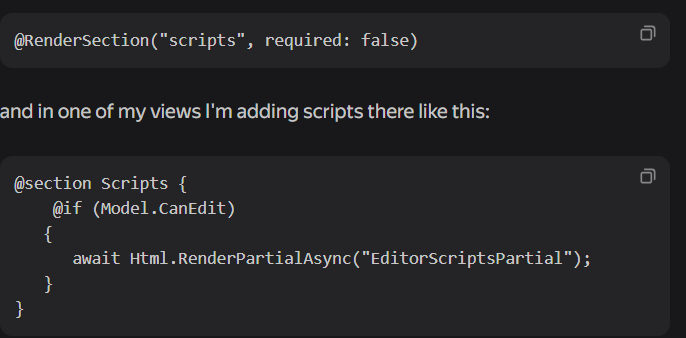 @RenderSection("scripts", required: false)
and in one of my views I'm adding scripts there like this:
@section Scripts {
    @if (Model.CanEdit)
   {
      await Html.RenderPartialAsync("EditorScriptsPartial");
   }
}